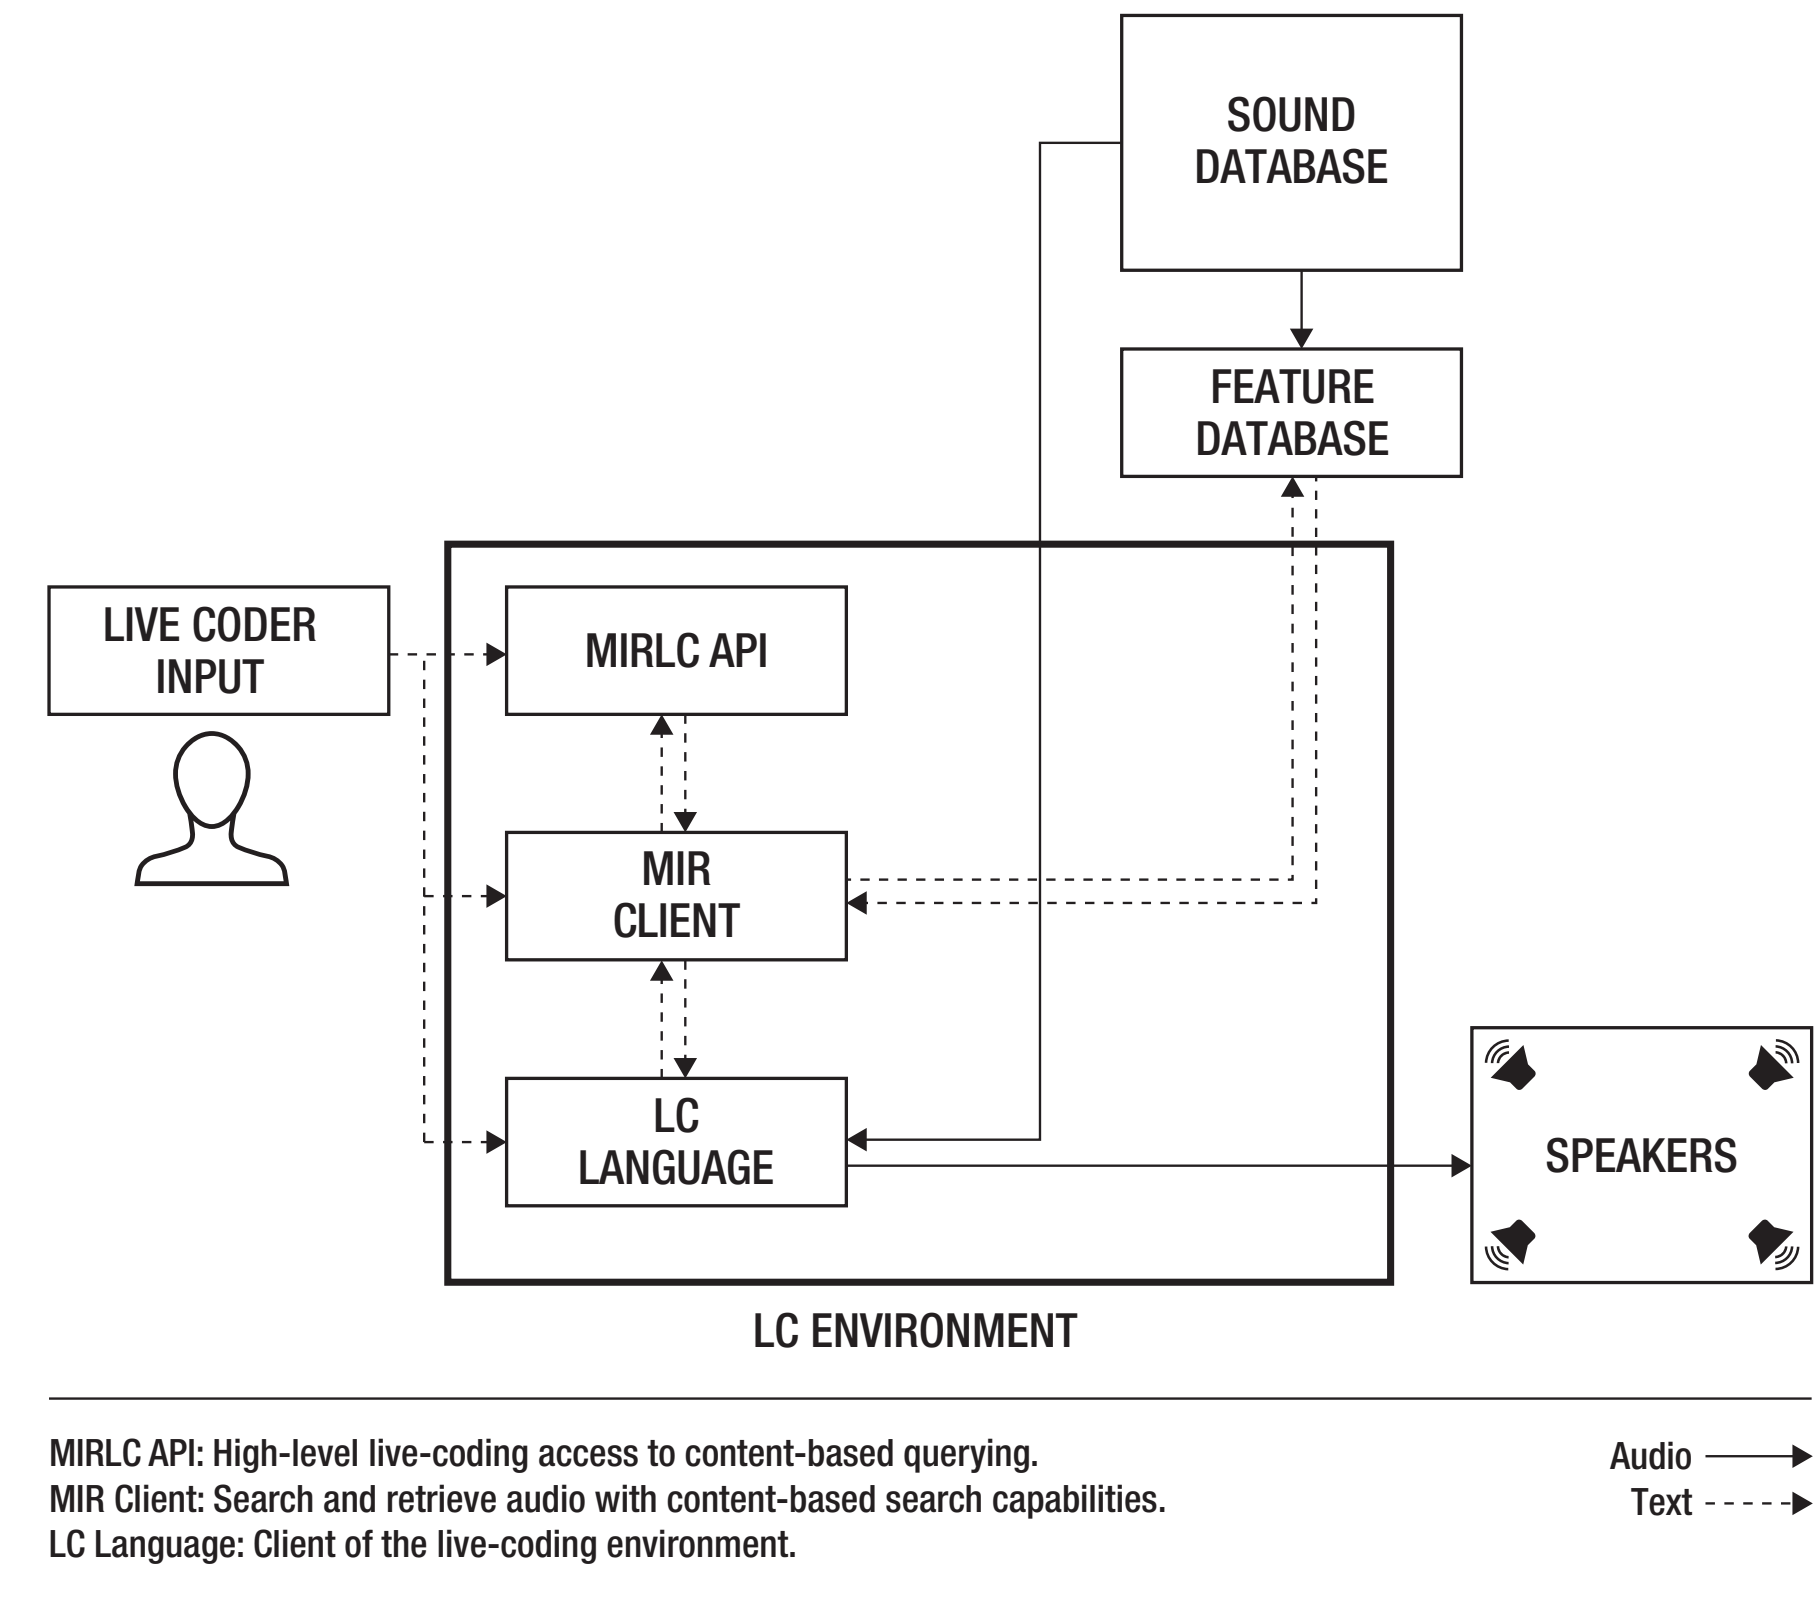 SOUND
DATABASE
FEATURE
DATABASE
LIVE CODER
INPUT
MIRLC API
MIR
CLIENT
LC
LANGUAGE
SPEAKERS
LC ENVIRONMENT
MIRLC API: High-level live-coding access to content-based querying.
MIR Client: Search and retrieve audio with content-based search capabilities.
LC Language: Client of the live-coding environment.
Audio
Text